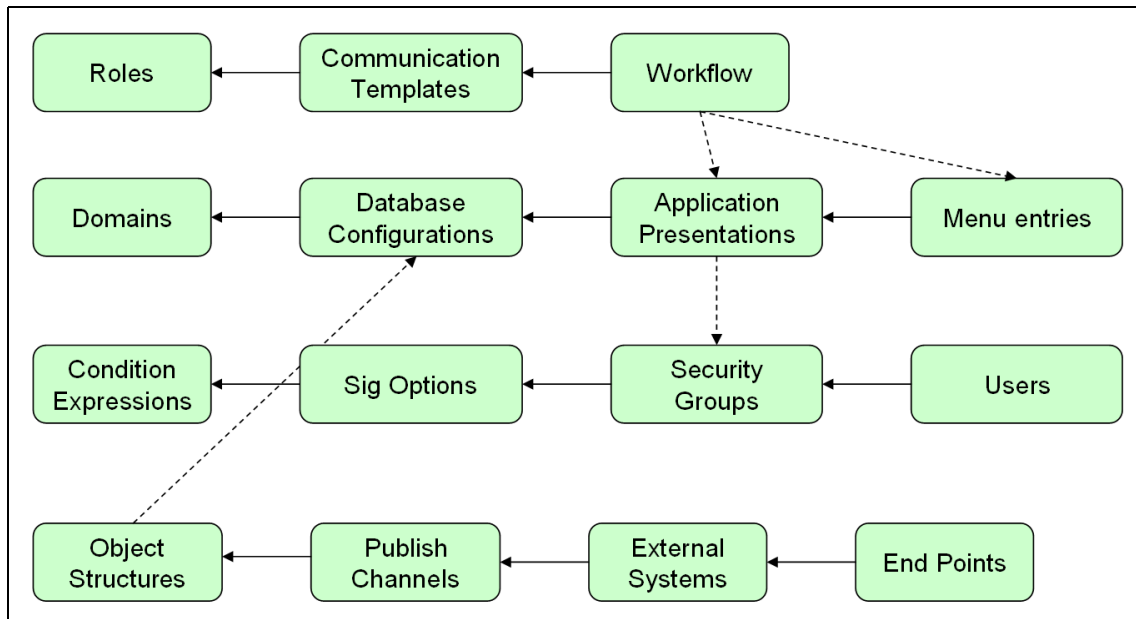 Roles
Communication
Templates
Workflow
Domains
Database
Configurations
Application
Presentations
Menu entries
Condition
Expressions
Sig Options
Security
Groups
Users
Object
Structures
Publish
Channels
External
Systems
End Points